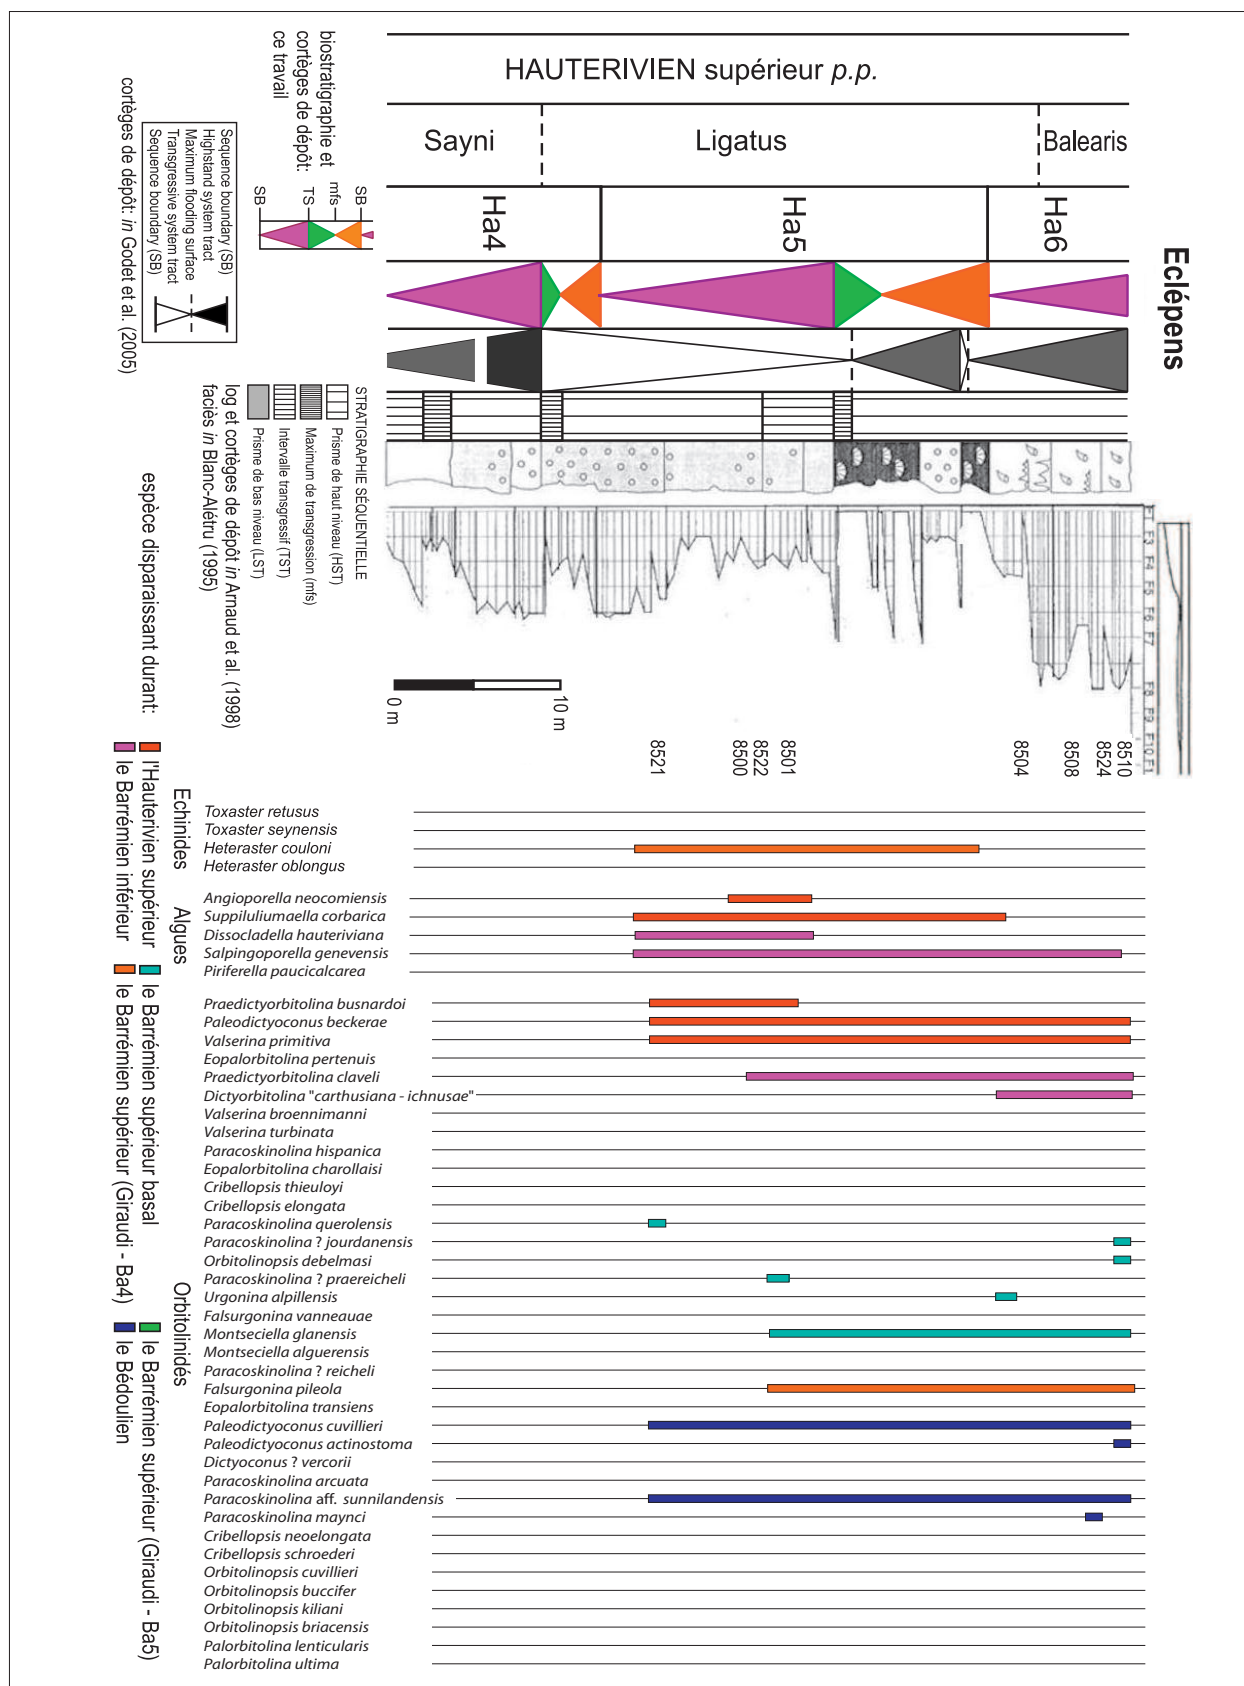 Eclépens
HAUTERIVIEN supérieur p.p.
Sayni
Ligatus
Balearis
Ha4
Ha5
Ha6
biostratigraphie et
cortèges de dépôt:
ce travail
SB
mfs
TS
SB
Sequence boundary (SB)
Highstand system tract
Maximum flooding surface
Transgressive system tract
Sequence boundary (SB)
cortèges de dépôt: in Godet et al. (2005)
STRATIGRAPHIE SÉQUENTIELLE
Prisme de haut niveau (HST)
Maximum de transgression (mfs)
Intervalle transgressif (TST)
Prisme de bas niveau (LST)
log et cortèges de dépôt in Arnaud et al. (1998)
faciès in Blanc-Alétru (1995)
F3
F4
F5
F6
F7
F8
F9
F10
0 m
10 m
8521
8500
8522
8501
8504
8508
8524
8510
espèce disparaissant durant:
l'Hauterivien supérieur
le Barrémien inférieur
le Barrémien supérieur basal
le Barrémien supérieur (Giraudi - Ba4)
le Barrémien supérieur (Giraudi - Ba5)
le Bédoulien
Echinides
Toxaster retusus
Toxaster seynensis
Heteraster couloni
Heteraster oblongus
Algues
Angioporella neocomiensis
Suppiluliumaella corbarica
Dissocladella hauteriviana
Salpingoporella genevensis
Piriferella paucicalcarea
Orbitolinidés
Praedictyorbitolina busnardoi
Paleodictyoconus beckerae
Valserina primitiva
Eopalorbitolina pertenuis
Praedictyorbitolina claveli
Dictyorbitolina "carthusiana - ichnusae"
Valserina broennimanni
Valserina turbinata
Paracoskinolina hispanica
Eopalorbitolina charollaisi
Cribellopsis thieuloyi
Cribellopsis elongata
Paracoskinolina querolensis
Paracoskinolina ? jourdanensis
Orbitolinopsis debelmasi
Paracoskinolina ? praereicheli
Urgonina alpillensis
Falsurgonina vanneauae
Montseciella glanensis
Montseciella alguerensis
Paracoskinolina ? reicheli
Falsurgonina pileola
Eopalorbitolina transiens
Paleodictyoconus cuvillieri
Paleodictyoconus actinostoma
Dictyoconus ? vercorii
Paracoskinolina arcuata
Paracoskinolina aff. sunnilandensis
Paracoskinolina maynci
Cribellopsis neoelongata
Cribellopsis schroederi
Orbitolinopsis cuvillieri
Orbitolinopsis buccifer
Orbitolinopsis kiliani
Orbitolinopsis briacensis
Palorbitolina lenticularis
Palorbitolina ultima